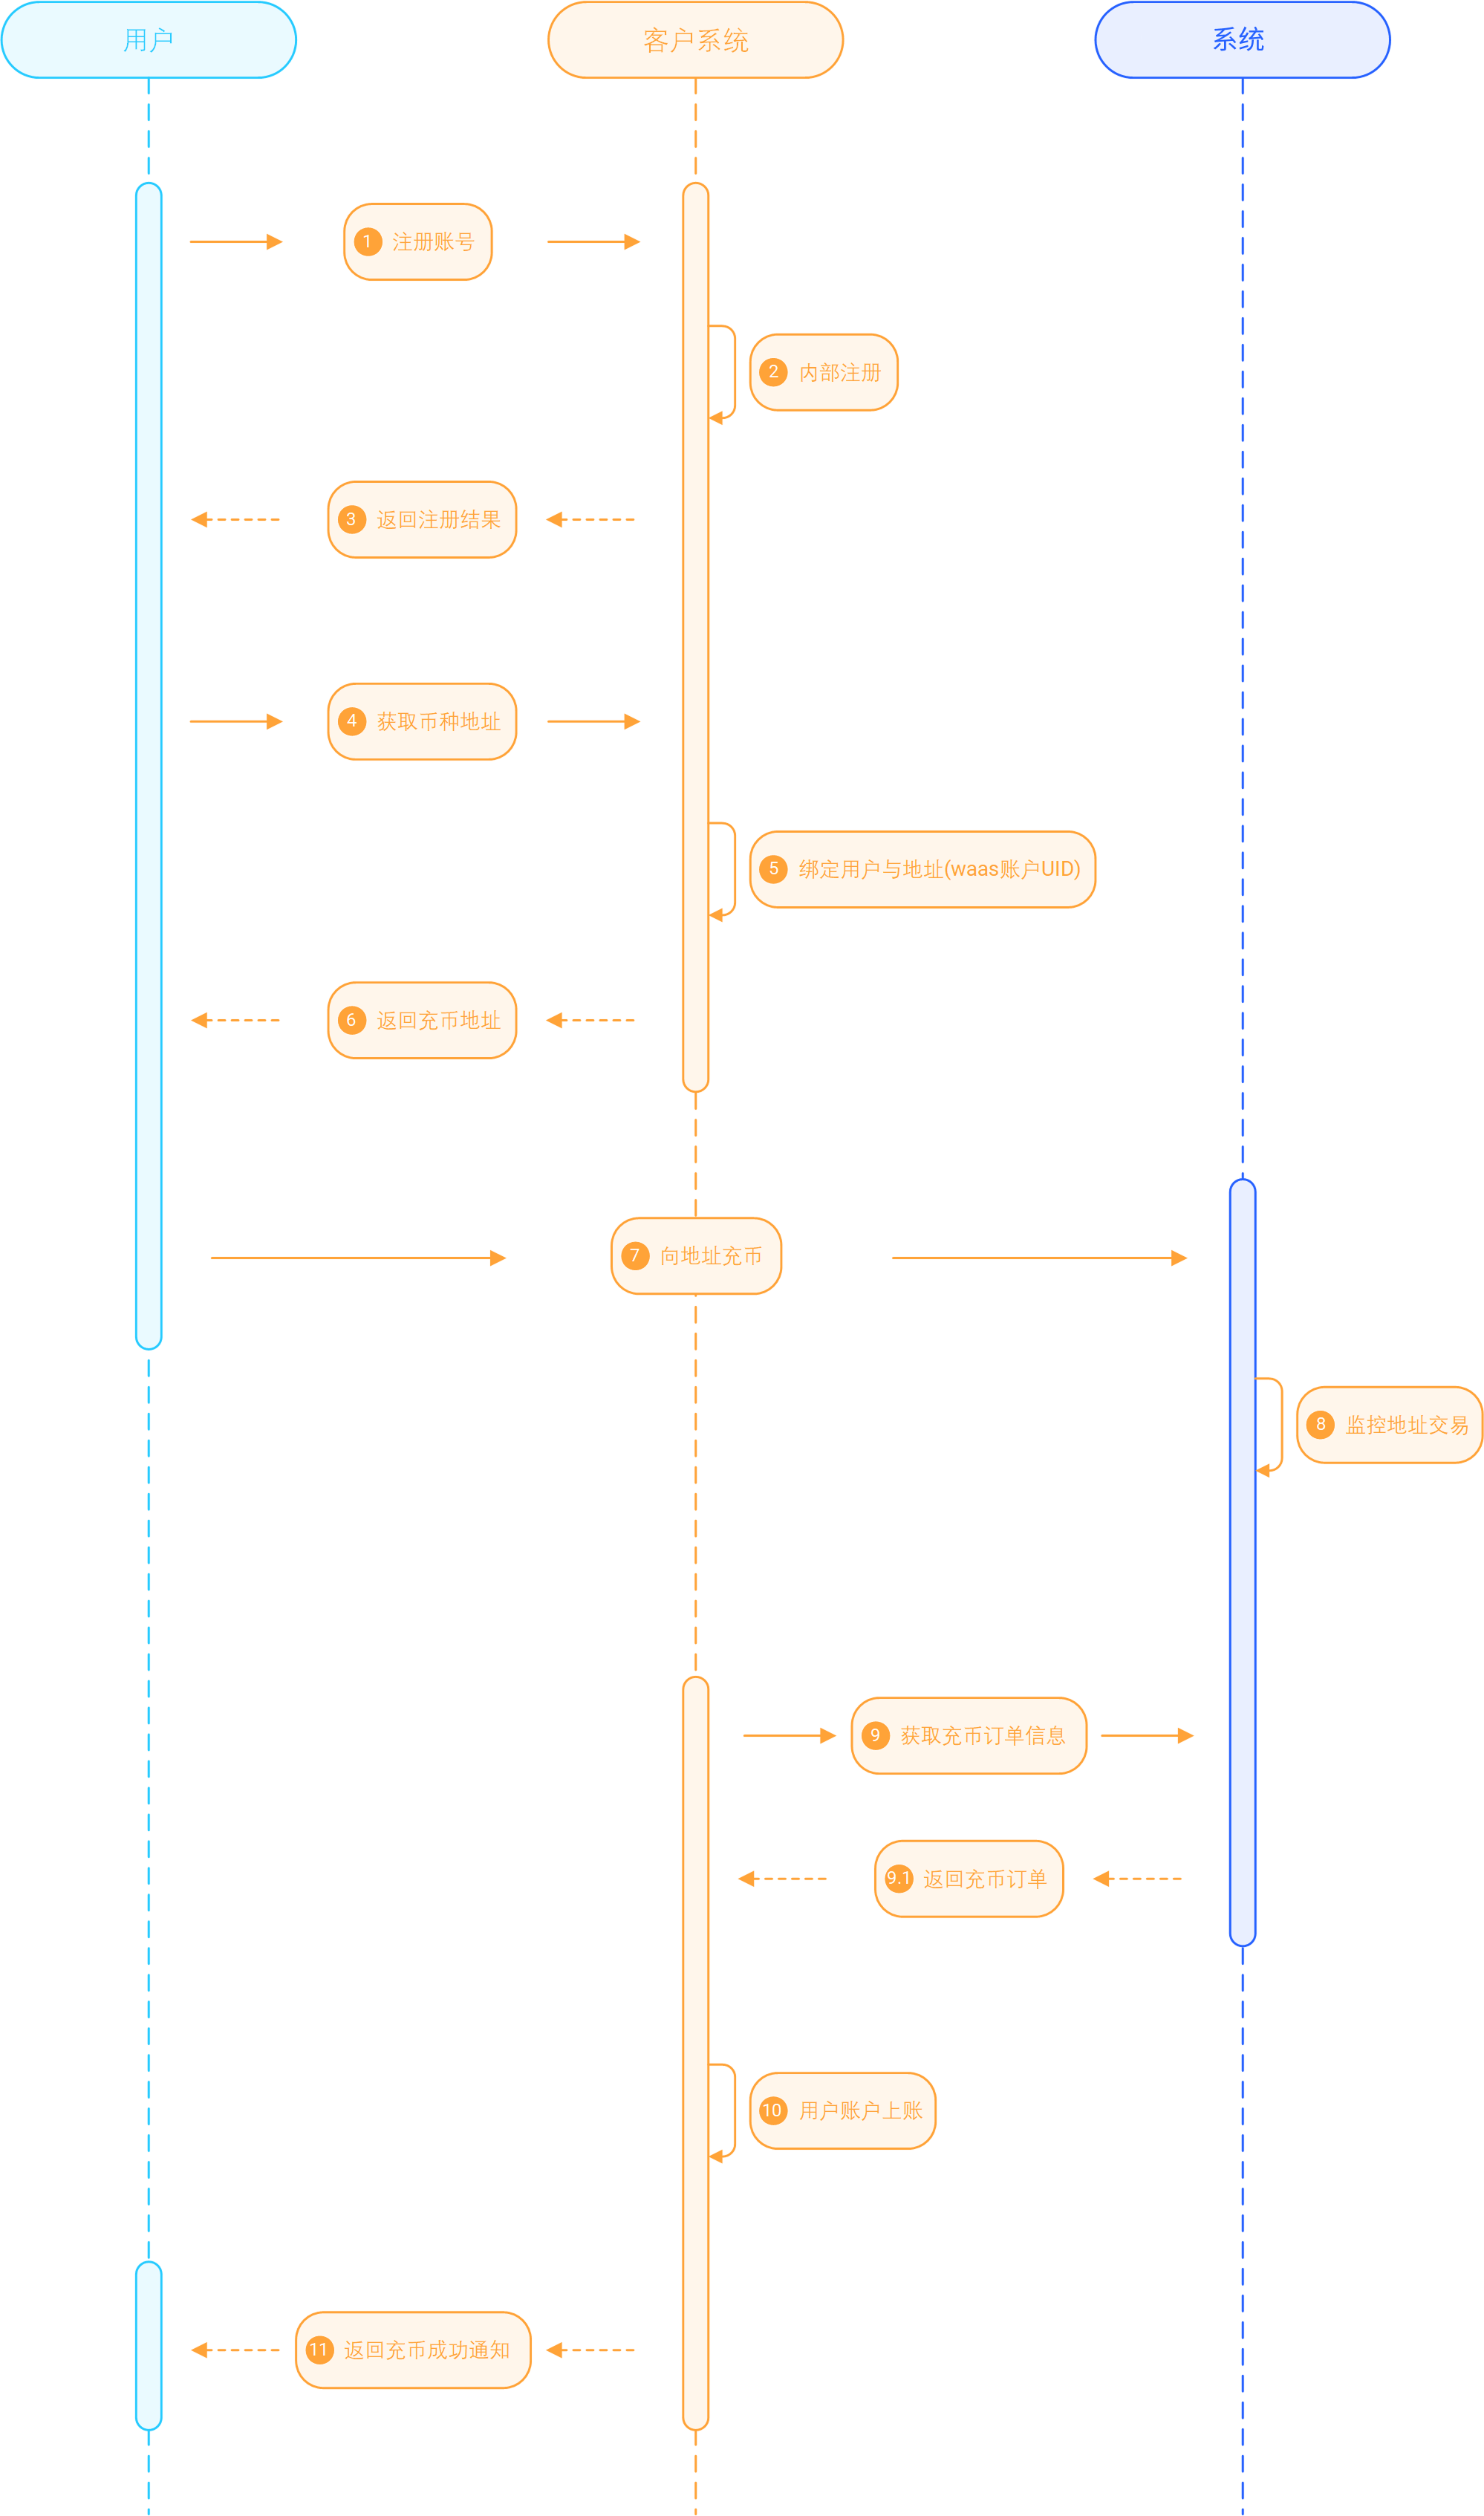 用户
客户系统
系统
1 注册账号
2 内部注册
3 返回注册结果
4 获取币种地址
5 绑定用户与地址(waas账户UID)
6 返回充币地址
7 向地址充币
8 监控地址交易
9 获取充币订单信息
9.1 返回充币订单
10 用户账户上账
11 返回充币成功通知